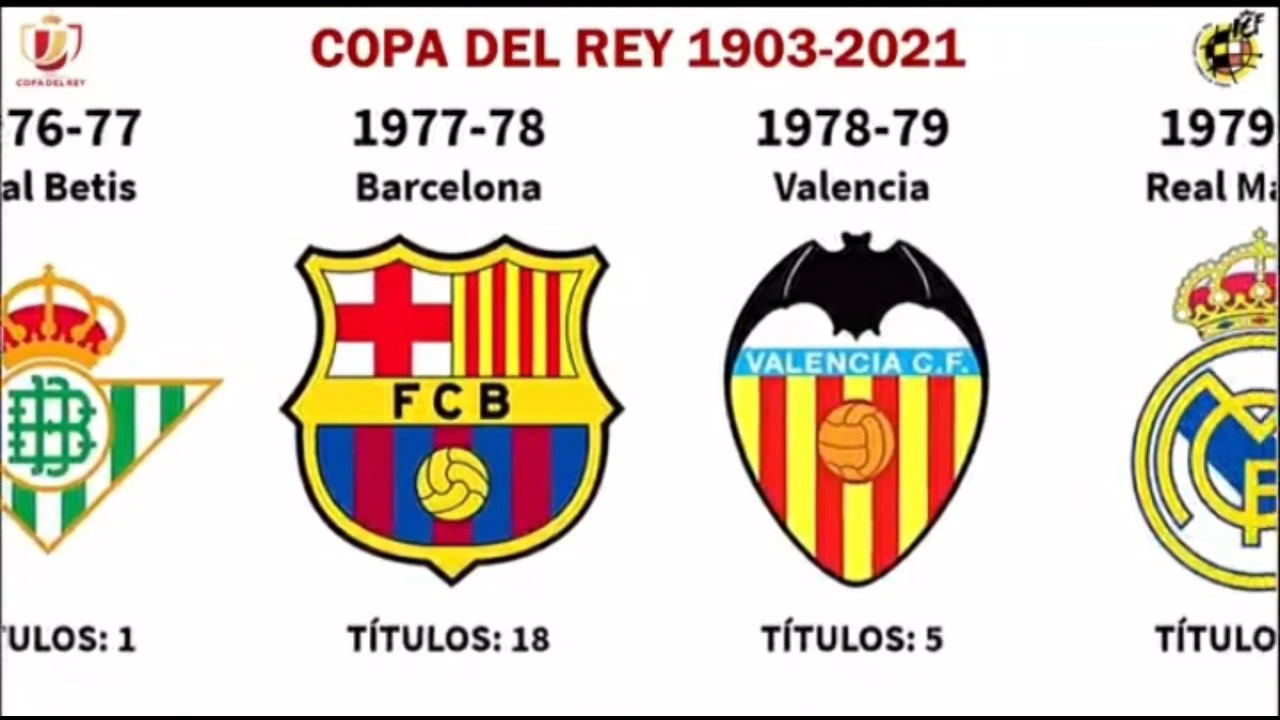 COPA DEL REY 1903-2021
COPA DEL REY
76-77
1977-78
1978-79
1979
al Betis
Barcelona
Valencia
Real Ma
FCB
VALENCIA C.F.
TULOS: 1
TÍTULOS: 18
TÍTULOS: 5
TÍTULO